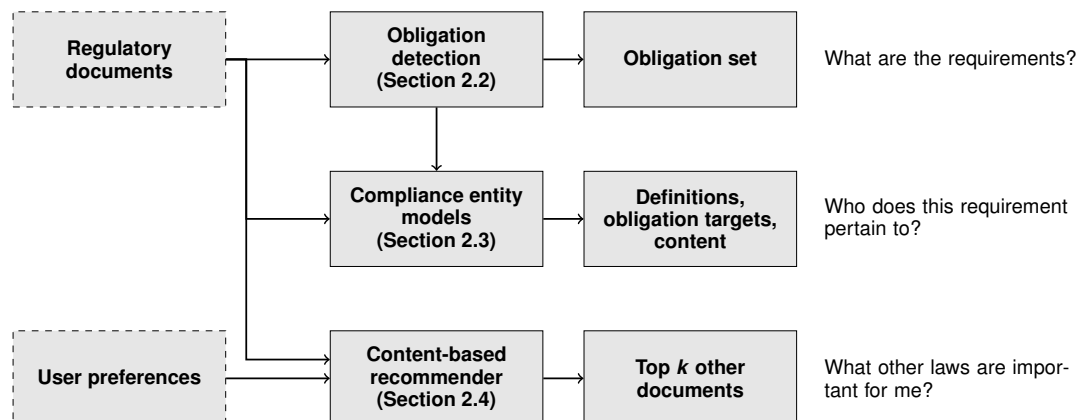 Regulatory
documents
Obligation
detection
(Section 2.2)
Obligation set
What are the requirements?
Compliance entity
models
(Section 2.3)
Definitions,
obligation targets,
content
Who does this requirement
pertain to?
User preferences
Content-based
recommender
(Section 2.4)
Top k other
documents
What other laws are impor-
tant for me?